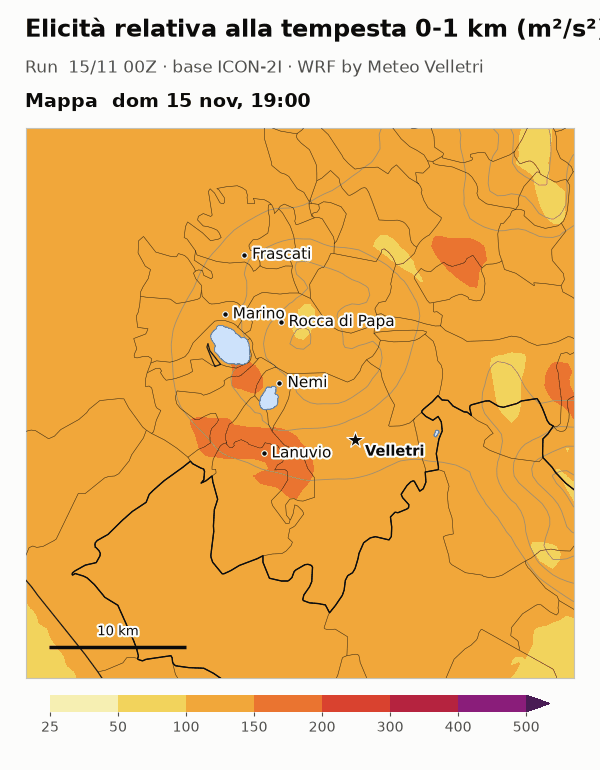 Elicità relativa alla tempesta 0-1 km (m²/s²)
Run  15/11 00Z · base ICON-2I · WRF by Meteo Velletri
Mappa  dom 15 nov, 19:00
Frascati
Marino
Rocca di Papa
Nemi
Lanuvio
Velletri
10 km
25 50 100 150 200 300 400 500